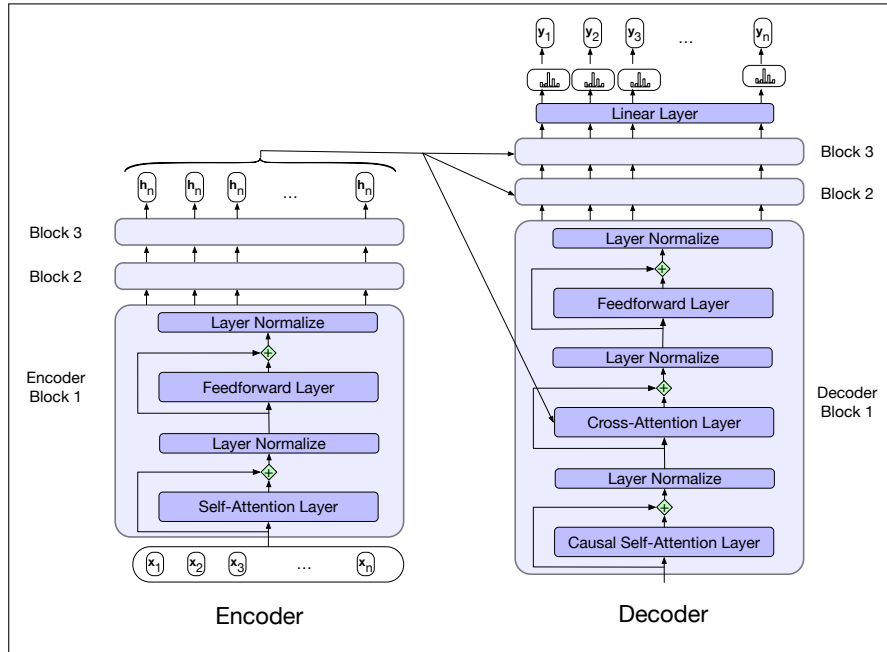 y1 y2 y3 ... yn
Linear Layer
Block 3
Block 2
hn hn hn ... hn
Block 3
Block 2
Layer Normalize
+
Feedforward Layer
Layer Normalize
+
Self-Attention Layer
Encoder
Block 1
x1 x2 x3 ... xn
Encoder
Layer Normalize
+
Feedforward Layer
Layer Normalize
+
Cross-Attention Layer
Layer Normalize
+
Causal Self-Attention Layer
Decoder
Block 1
Decoder